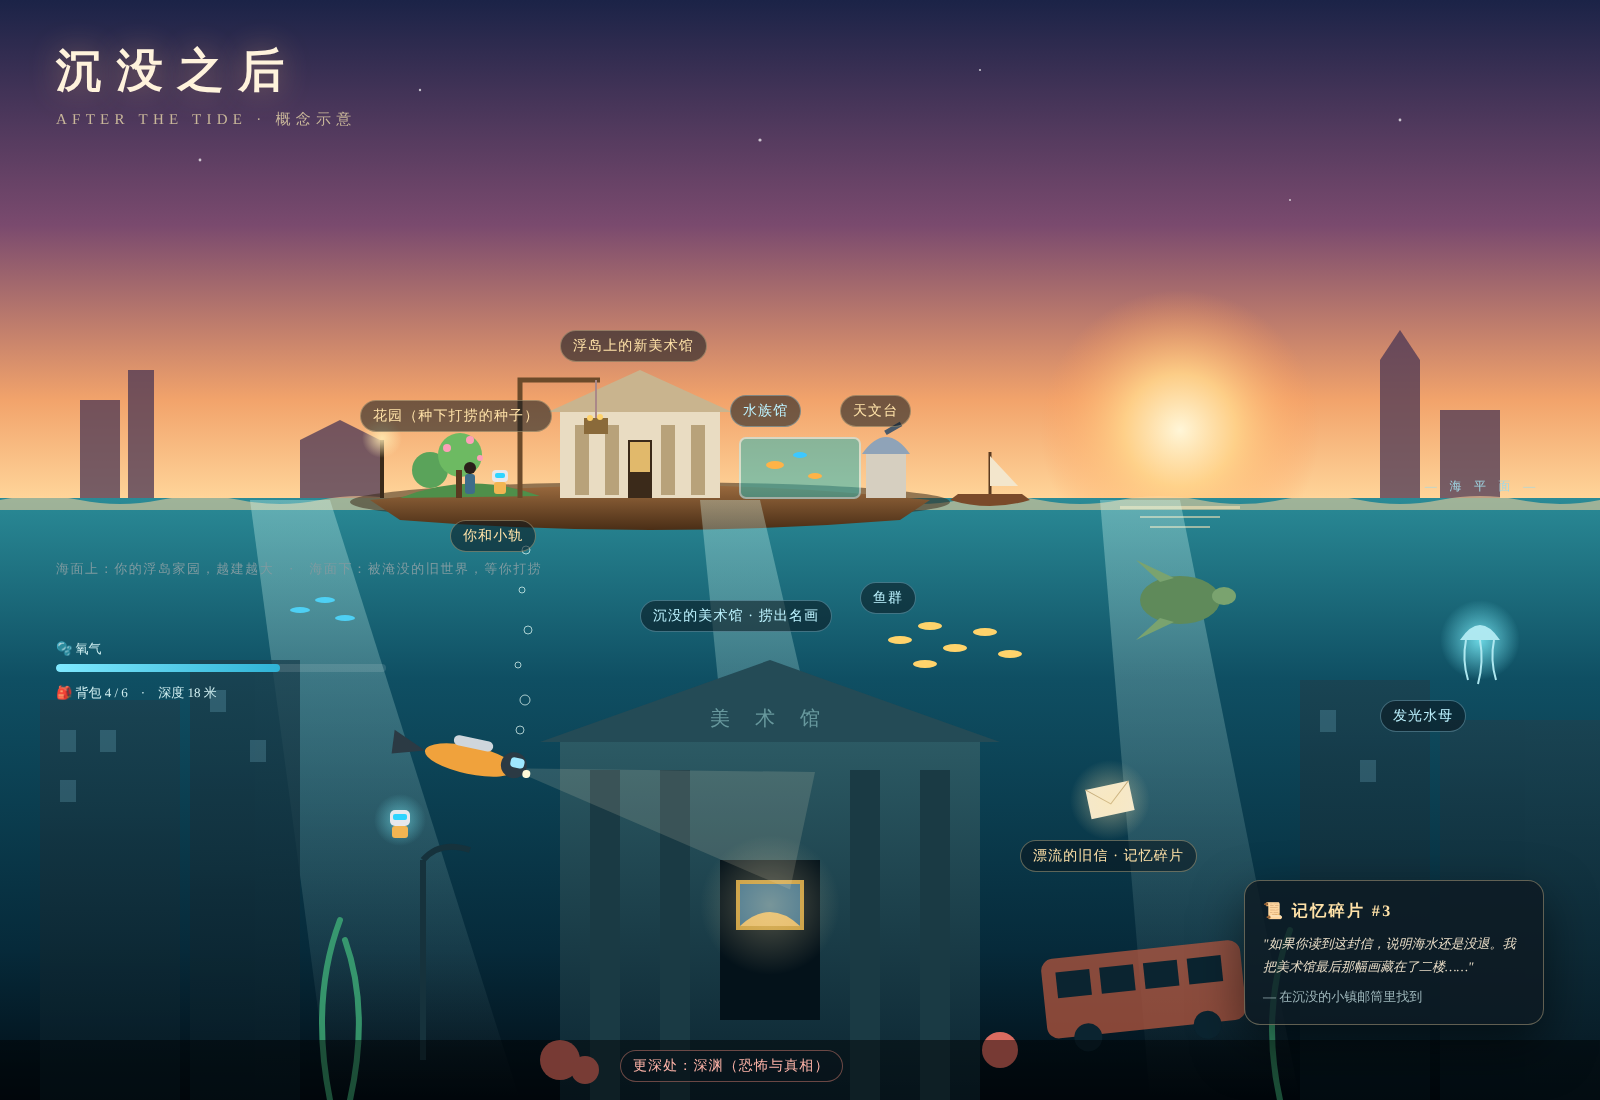 沉没之后
AFTER THE TIDE · 概念示意
浮岛上的新美术馆
花园（种下打捞的种子）
水族馆
天文台
海 平 面
你和小轨
海面上：你的浮岛家园，越建越大 · 海面下：被淹没的旧世界，等你打捞
鱼群
沉没的美术馆 · 捞出名画
🫧 氧气
🎒 背包 4 / 6 · 深度 18 米
美 术 馆
发光水母
漂流的旧信 · 记忆碎片
📜 记忆碎片 #3
"如果你读到这封信，说明海水还是没退。我
把美术馆最后那幅画藏在了二楼……"
— 在沉没的小镇邮筒里找到
更深处：深渊（恐怖与真相）